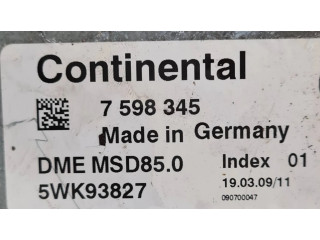 Continental
7 598 345
Made in Germany
DME MSD85.0 Index 01
5WK93827 19.03.09/11
090700047